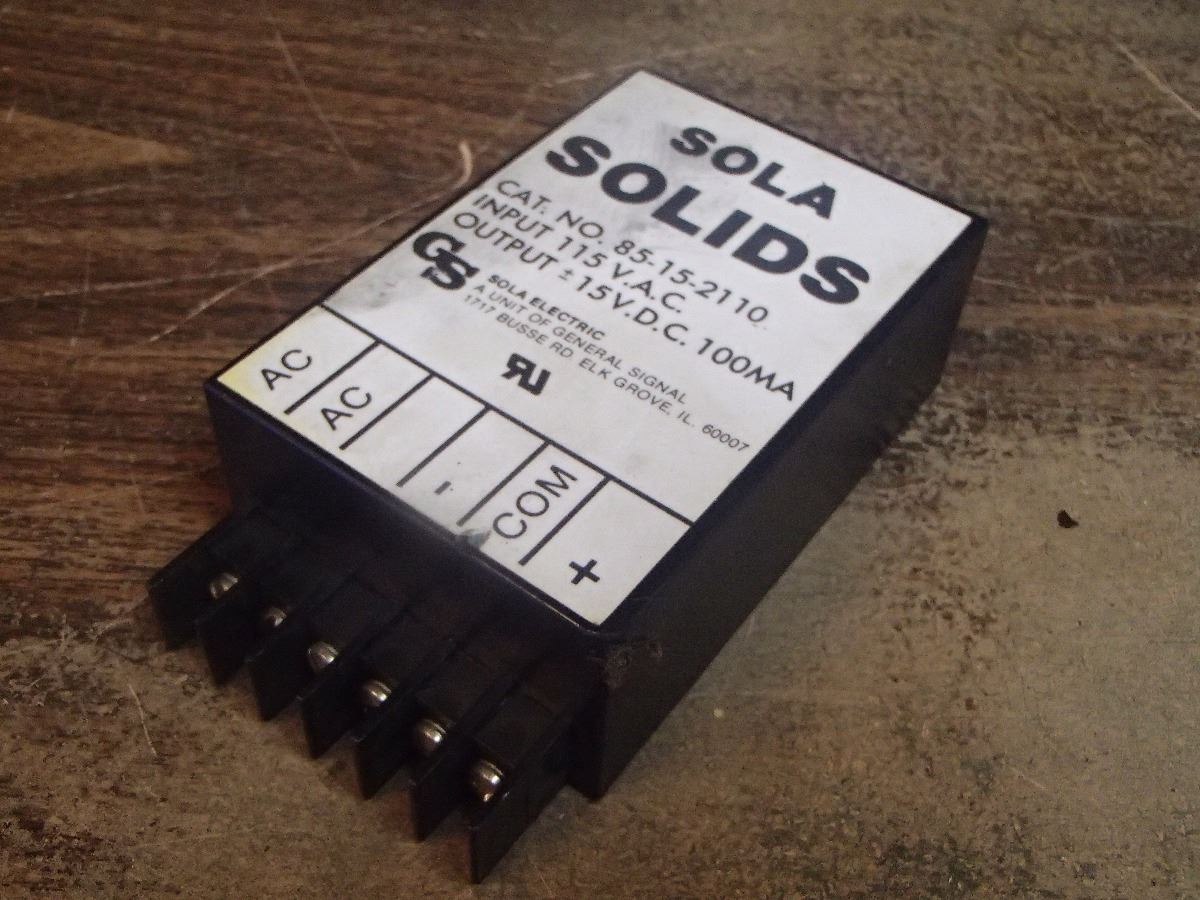 SOLA
SOLIDS
CAT. NO. 85-15-2110
INPUT 115 V.A.C.
OUTPUT ± 15V.D.C. 100MA
GS
SOLA ELECTRIC
A UNIT OF GENERAL SIGNAL
1717 BUSSE RD. ELK GROVE, IL. 60007
RU
AC
AC
-
COM
+